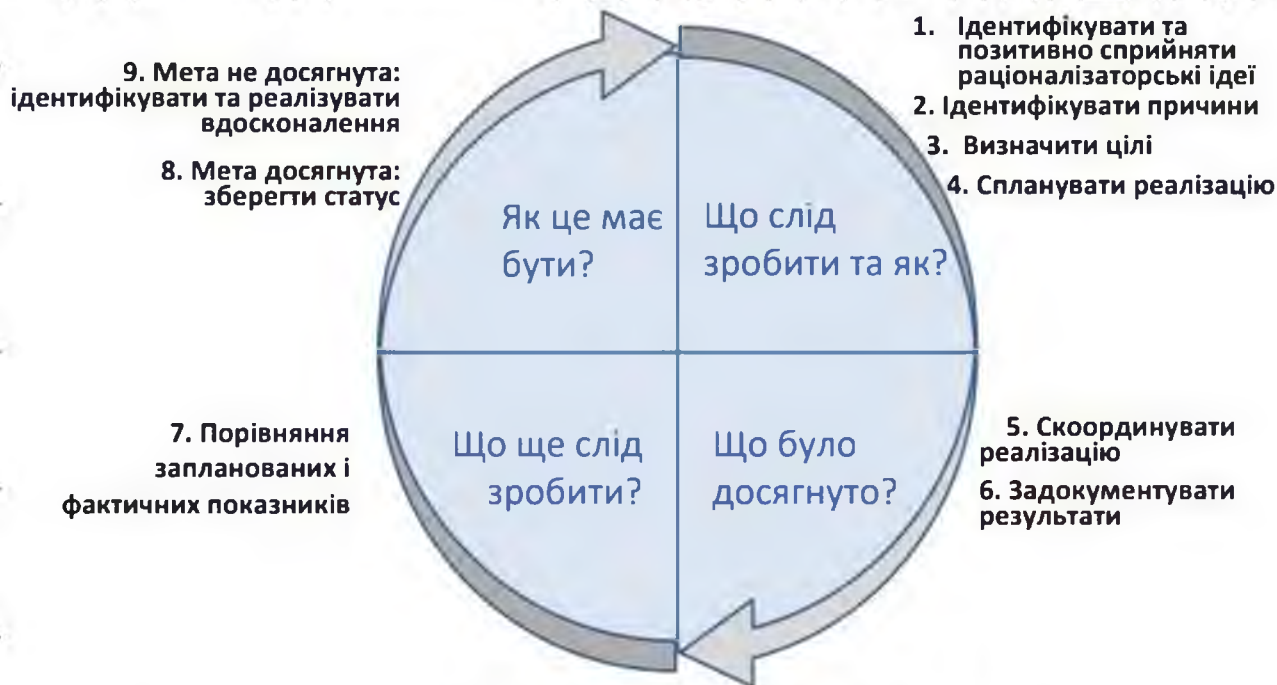 1. Ідентифікувати та
позитивно сприйняти
раціоналізаторські ідеї
2. Ідентифікувати причини
3. Визначити цілі
4. Спланувати реалізацію
Що слід
зробити та як?
5. Скоординувати
реалізацію
6. Задокументувати
результати
Що було
досягнуто?
7. Порівняння
запланованих і
фактичних показників
Що ще слід
зробити?
8. Мета досягнута:
зберегти статус
9. Мета не досягнута:
ідентифікувати та реалізувати
вдосконалення
Як це має
бути?